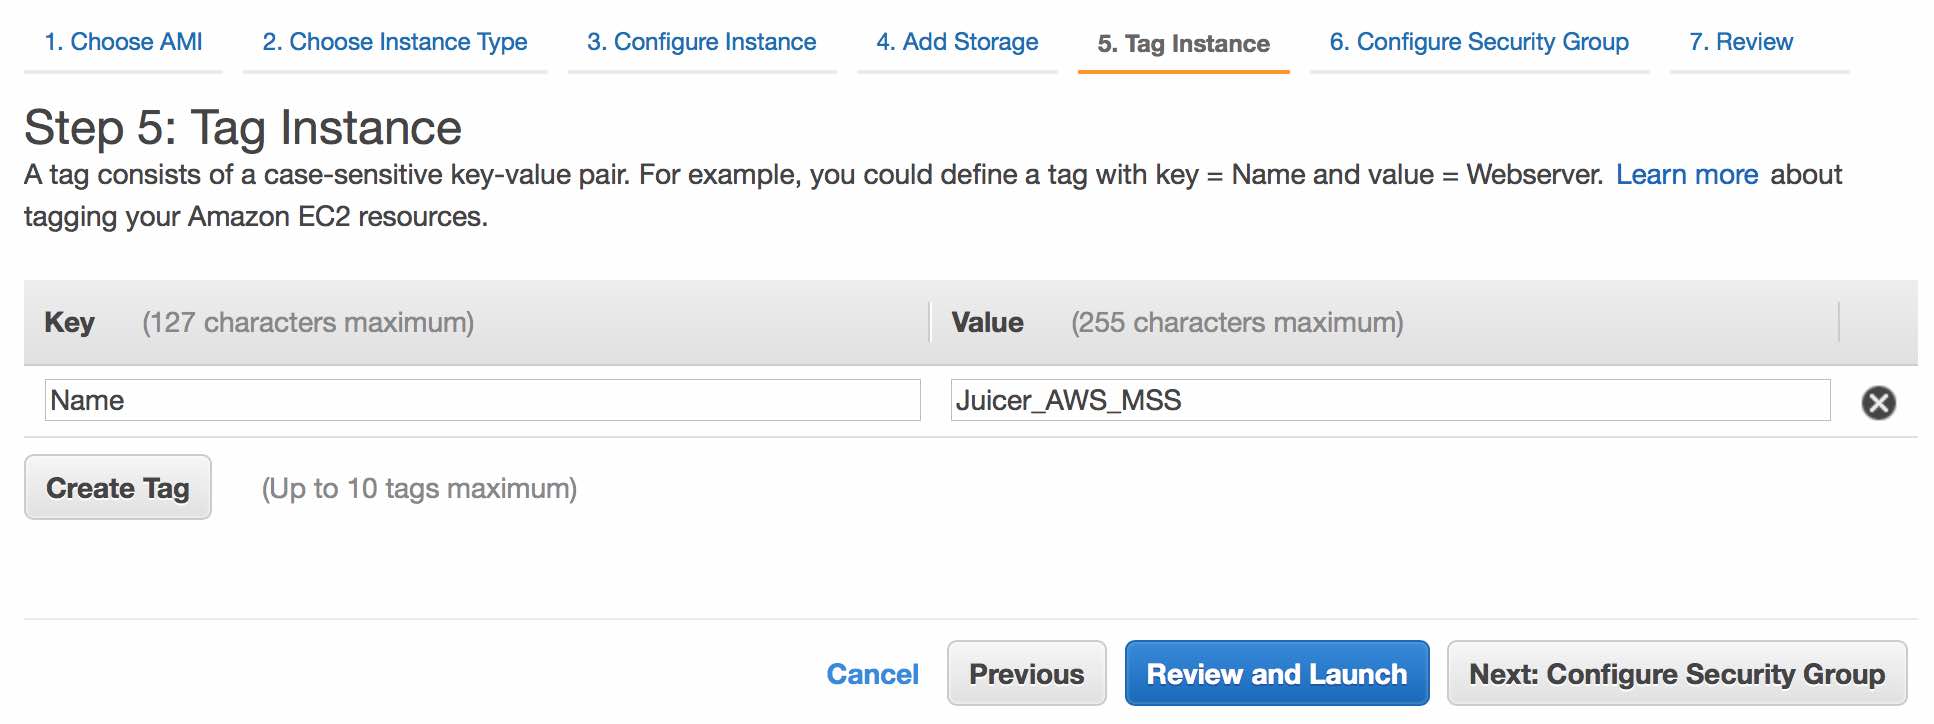 1. Choose AMI 2. Choose Instance Type 3. Configure Instance 4. Add Storage 5. Tag Instance 6. Configure Security Group 7. Review
Step 5: Tag Instance
A tag consists of a case-sensitive key-value pair. For example, you could define a tag with key = Name and value = Webserver. Learn more about
tagging your Amazon EC2 resources.
Key (127 characters maximum) Value (255 characters maximum)
Name Juicer_AWS_MSS
Create Tag (Up to 10 tags maximum)
Cancel Previous Review and Launch Next: Configure Security Group